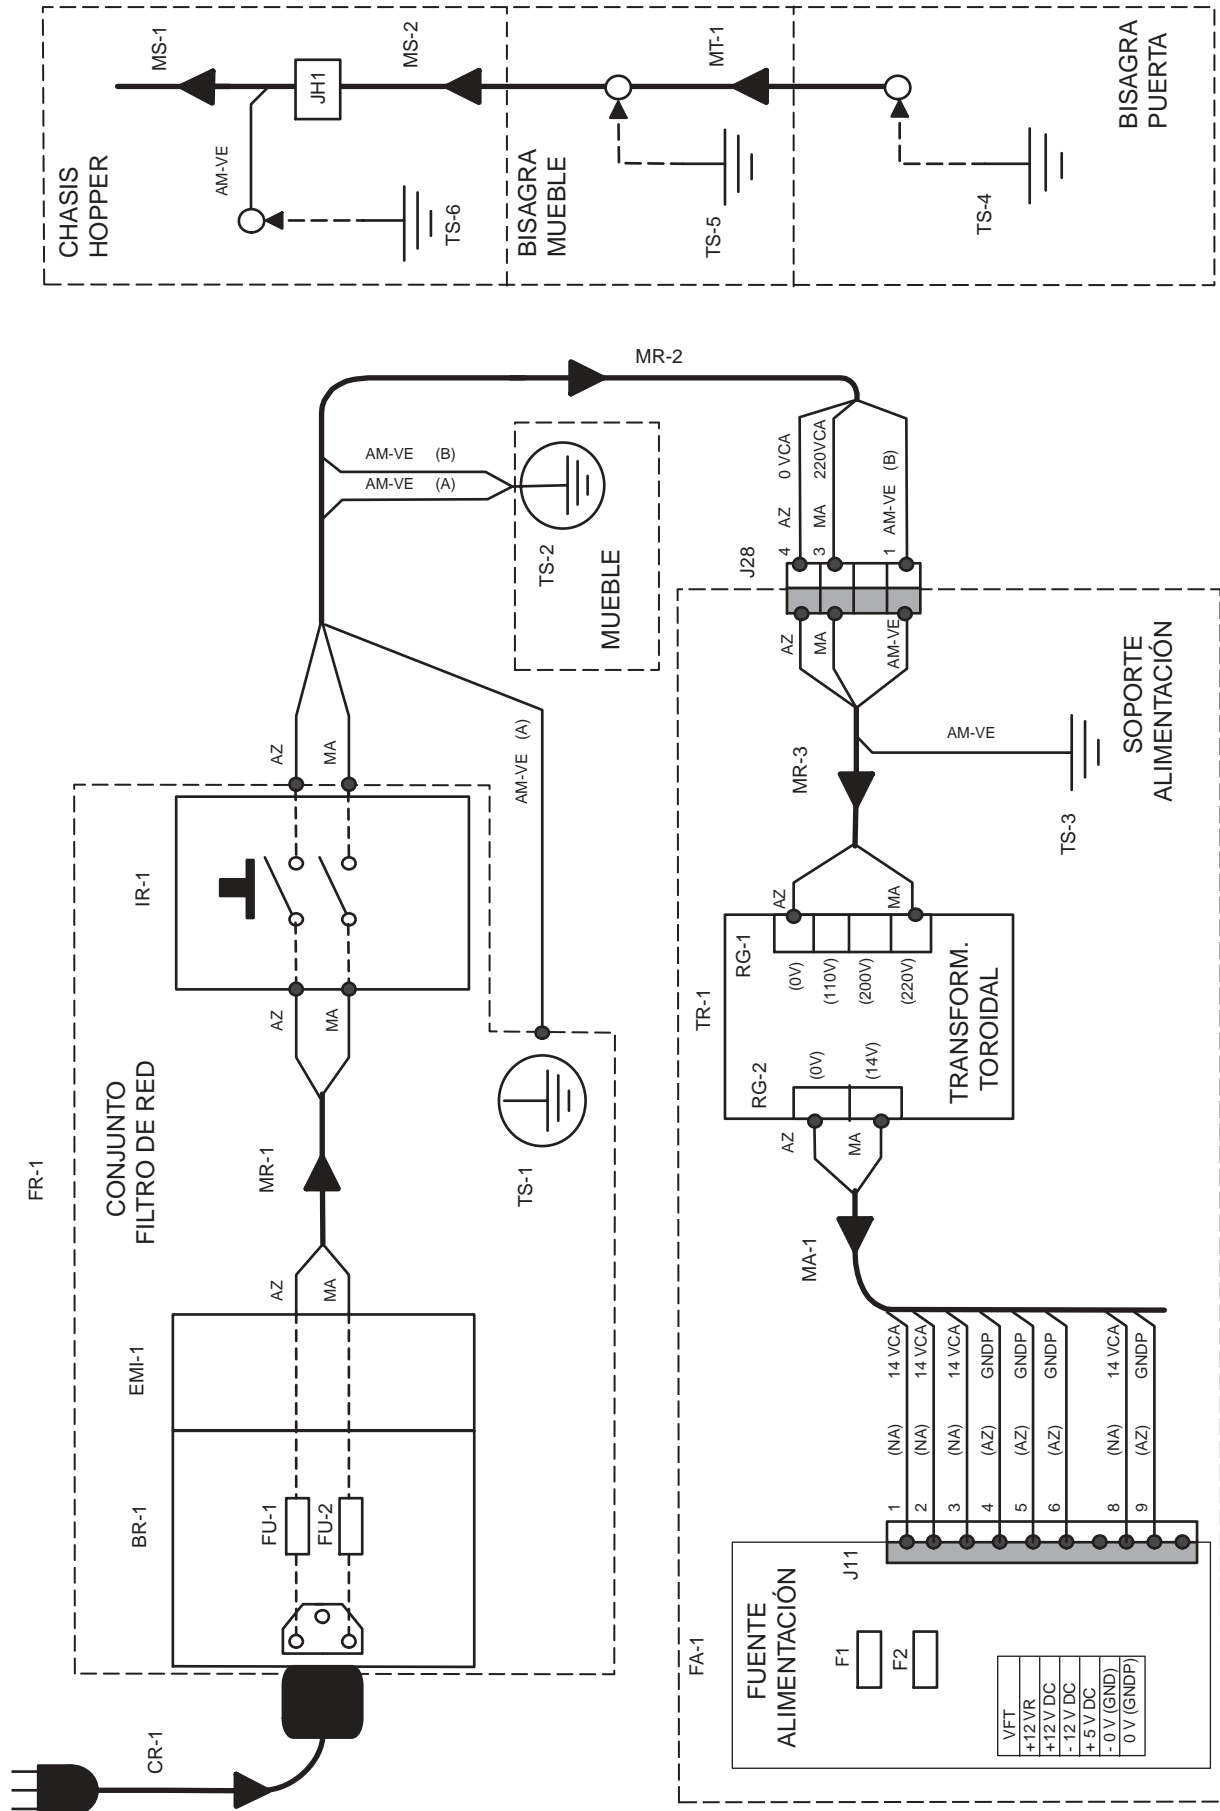 FR-1
CONJUNTO
FILTRO DE RED
CR-1
BR-1
FU-1
FU-2
EMI-1
AZ
MA
MR-1
AZ
MA
IR-1
AZ
MA
TS-1
AM-VE (A)
AM-VE (B)
AM-VE (A)
TS-2
MUEBLE
MR-2
CHASIS
HOPPER
MS-1
AM-VE
JH1
TS-6
MS-2
BISAGRA
MUEBLE
TS-5
MT-1
TS-4
BISAGRA
PUERTA
FA-1
FUENTE
ALIMENTACIÓN
F1
F2
VFT
+12 VR
+12 V DC
- 12 V DC
+ 5 V DC
- 0 V (GND)
0 V (GNDP)
J11
1 (NA) 14 VCA
2 (NA) 14 VCA
3 (NA) 14 VCA
4 (AZ) GNDP
5 (AZ) GNDP
6 (AZ) GNDP
8 (NA) 14 VCA
9 (AZ) GNDP
MA-1
AZ
MA
TR-1
RG-2
(0V)
(14V)
RG-1
(0V)
(110V)
(200V)
(220V)
TRANSFORM.
TOROIDAL
AZ
MA
MR-3
AM-VE
TS-3
AZ
MA
AM-VE
J28
4 AZ 0 VCA
3 MA 220VCA
1 AM-VE (B)
SOPORTE
ALIMENTACIÓN